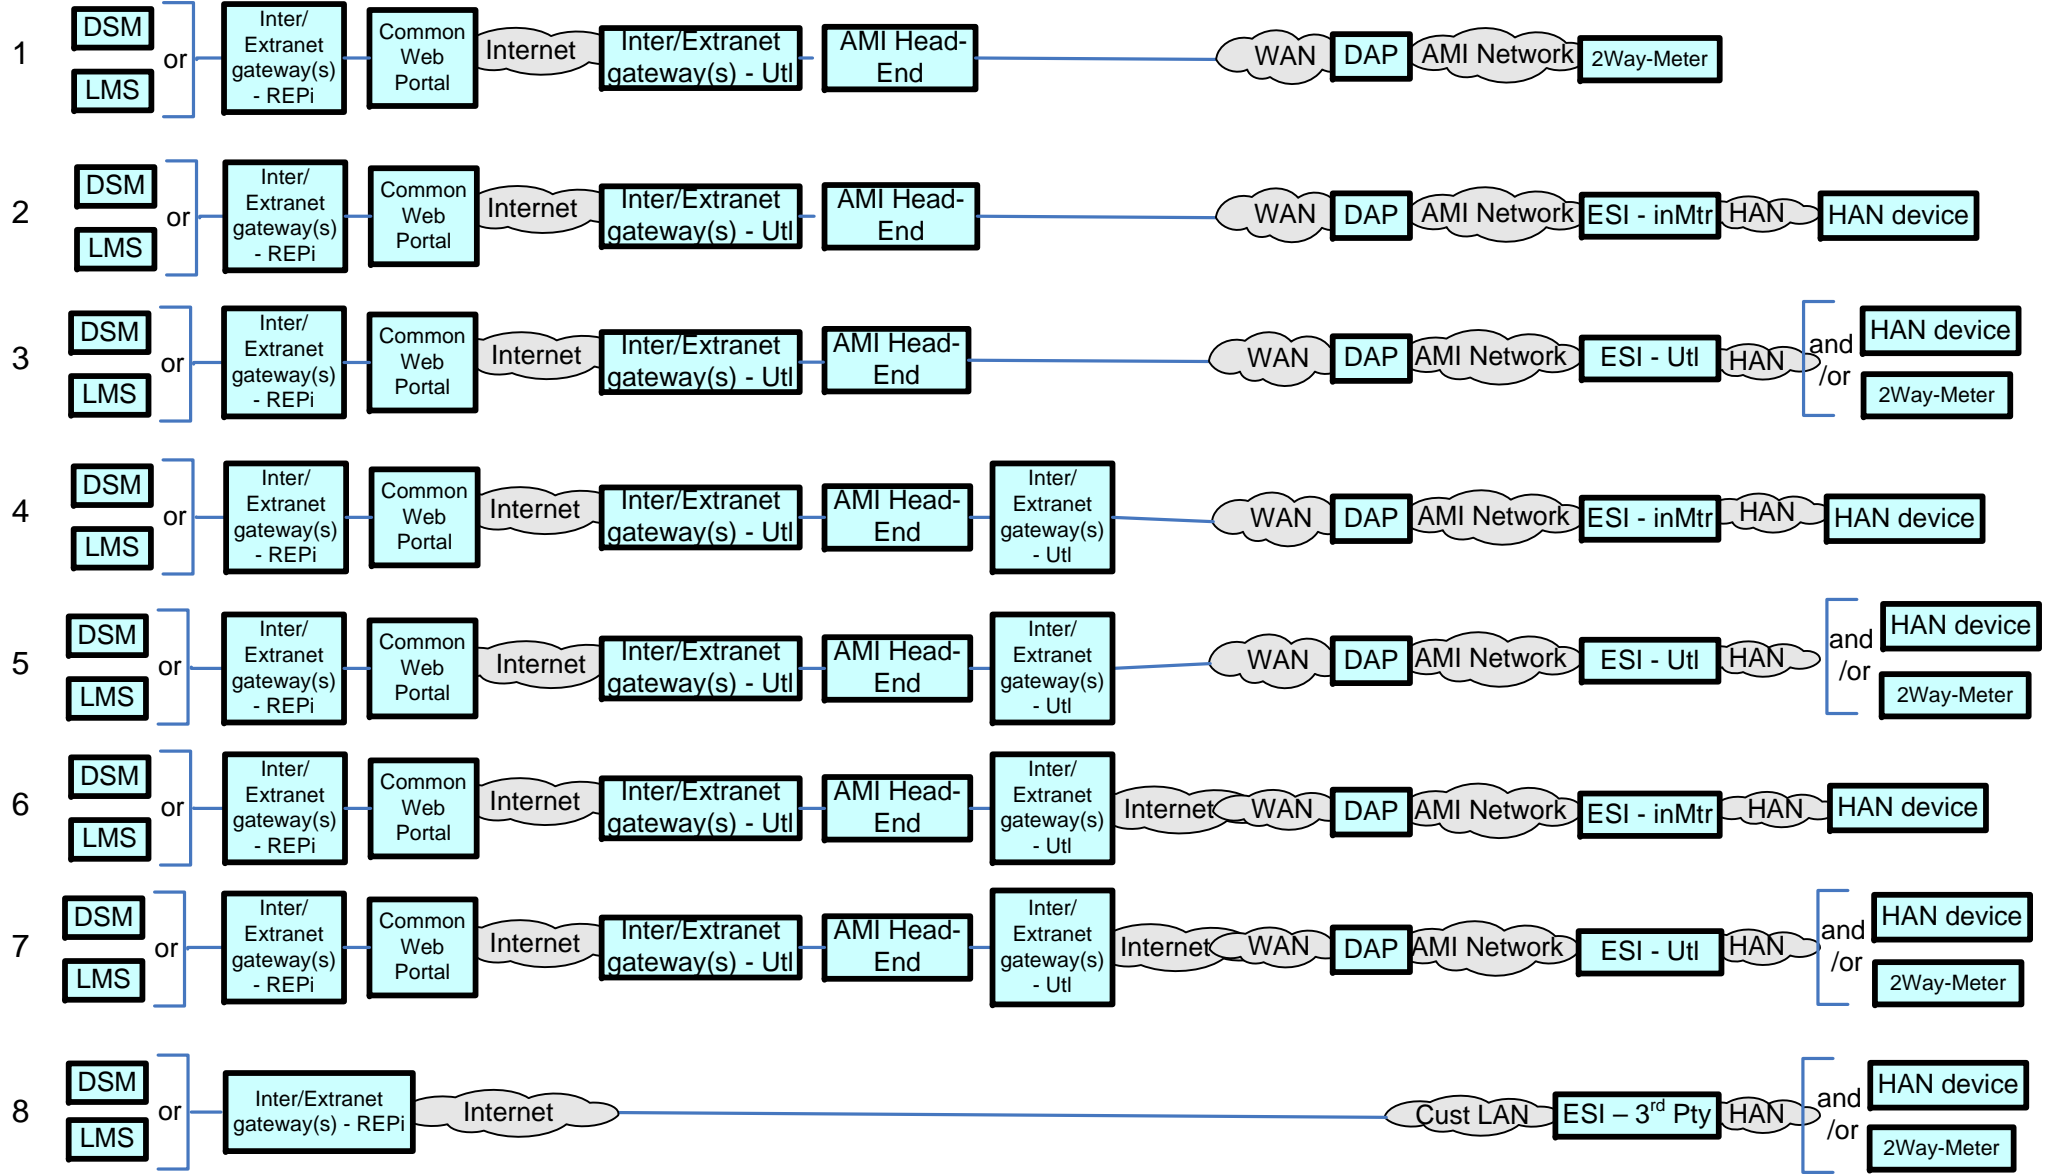 1
DSM
or
LMS
Inter/
Extranet
gateway(s)
- REPi
Common
Web
Portal
Internet
Inter/Extranet
gateway(s) - Utl
AMI Head-
End
WAN
DAP
AMI Network
2Way-Meter
2
DSM
or
LMS
Inter/
Extranet
gateway(s)
- REPi
Common
Web
Portal
Internet
Inter/Extranet
gateway(s) - Utl
AMI Head-
End
WAN
DAP
AMI Network
ESI - inMtr
HAN
HAN device
3
DSM
or
LMS
Inter/
Extranet
gateway(s)
- REPi
Common
Web
Portal
Internet
Inter/Extranet
gateway(s) - Utl
AMI Head-
End
WAN
DAP
AMI Network
ESI - Utl
HAN
and
/or
HAN device
2Way-Meter
4
DSM
or
LMS
Inter/
Extranet
gateway(s)
- REPi
Common
Web
Portal
Internet
Inter/Extranet
gateway(s) - Utl
AMI Head-
End
Inter/
Extranet
gateway(s)
- Utl
WAN
DAP
AMI Network
ESI - inMtr
HAN
HAN device
5
DSM
or
LMS
Inter/
Extranet
gateway(s)
- REPi
Common
Web
Portal
Internet
Inter/Extranet
gateway(s) - Utl
AMI Head-
End
Inter/
Extranet
gateway(s)
- Utl
WAN
DAP
AMI Network
ESI - Utl
HAN
and
/or
HAN device
2Way-Meter
6
DSM
or
LMS
Inter/
Extranet
gateway(s)
- REPi
Common
Web
Portal
Internet
Inter/Extranet
gateway(s) - Utl
AMI Head-
End
Inter/
Extranet
gateway(s)
- Utl
Internet
WAN
DAP
AMI Network
ESI - inMtr
HAN
HAN device
7
DSM
or
LMS
Inter/
Extranet
gateway(s)
- REPi
Common
Web
Portal
Internet
Inter/Extranet
gateway(s) - Utl
AMI Head-
End
Inter/
Extranet
gateway(s)
- Utl
Internet
WAN
DAP
AMI Network
ESI - Utl
HAN
and
/or
HAN device
2Way-Meter
8
DSM
or
LMS
Inter/Extranet
gateway(s) - REPi
Internet
Cust LAN
ESI – 3rd Pty
HAN
and
/or
HAN device
2Way-Meter